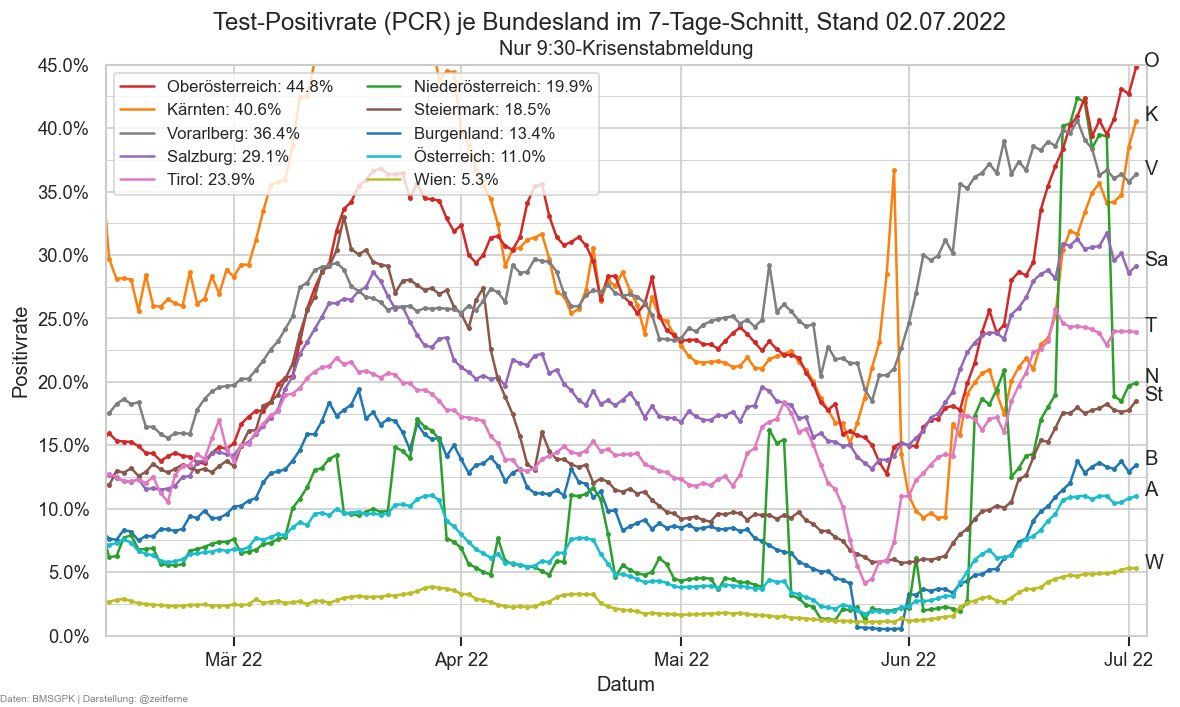 Test-Positivrate (PCR) je Bundesland im 7-Tage-Schnitt, Stand 02.07.2022
Nur 9:30-Krisenstabmeldung
45.0%
40.0%
35.0%
30.0%
25.0%
20.0%
15.0%
10.0%
5.0%
0.0%
Positivrate
Oberösterreich: 44.8%
Kärnten: 40.6%
Vorarlberg: 36.4%
Salzburg: 29.1%
Tirol: 23.9%
Niederösterreich: 19.9%
Steiermark: 18.5%
Burgenland: 13.4%
Österreich: 11.0%
Wien: 5.3%
O
K
V
Sa
T
N
St
B
A
W
Mär 22
Apr 22
Mai 22
Jun 22
Jul 22
Datum
Daten: BMSGPK | Darstellung: @zeitferne